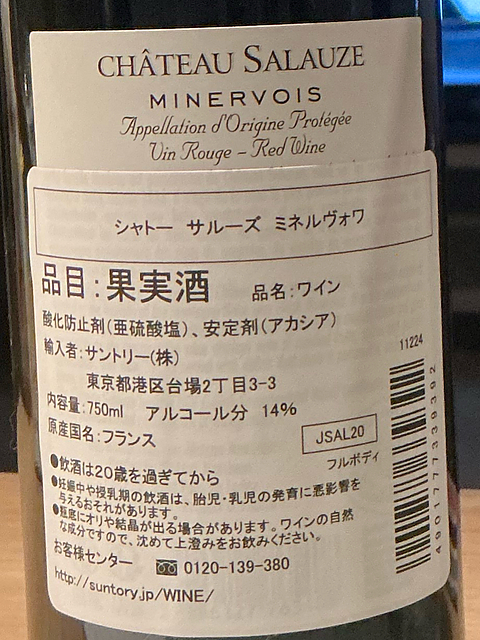 CHÂTEAU SALAUZE
MINERVOIS
Appellation d'Origine Protégée
Vin Rouge – Red Wine
シャトー サルーズ ミネルヴォワ
品目:果実酒 品名:ワイン
酸化防止剤(亜硫酸塩)、安定剤(アカシア)
輸入者:サントリー(株)
東京都港区台場2丁目3-3
11224
内容量:750ml アルコール分 14%
原産国名:フランス
JSAL20
フルボディ
●飲酒は20歳を過ぎてから
●妊娠中や授乳期の飲酒は、胎児・乳児の発育に悪影響を
与えるおそれがあります。
●瓶底にオリや結晶が出る場合があります。ワインの自然
な成分ですので、沈めて上澄みをお飲みください。
お客様センター 0120-139-380
http://suntory.jp/WINE/
4901777339392